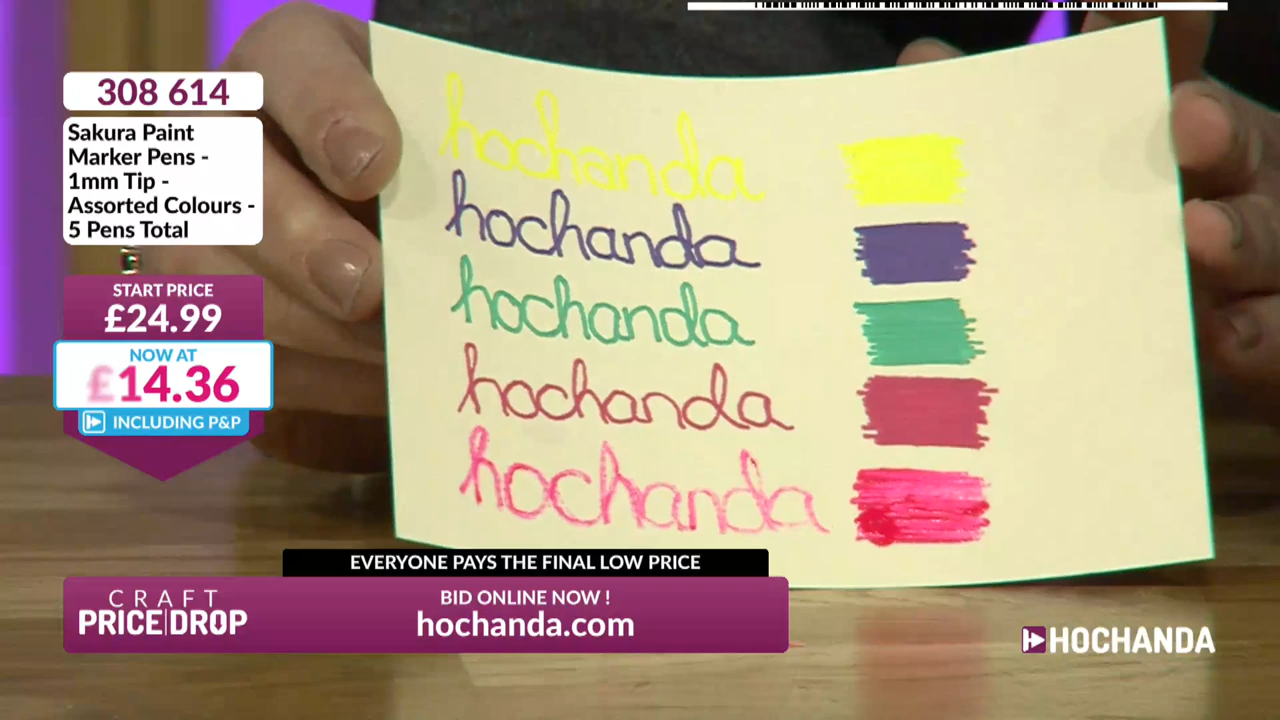 308 614
Sakura Paint
Marker Pens -
1mm Tip -
Assorted Colours -
5 Pens Total
START PRICE
£24.99
NOW AT
£14.36
INCLUDING P&P
hochanda
hochanda
hochanda
hochanda
hochanda
EVERYONE PAYS THE FINAL LOW PRICE
CRAFT
PRICE DROP
BID ONLINE NOW !
hochanda.com
HOCHANDA